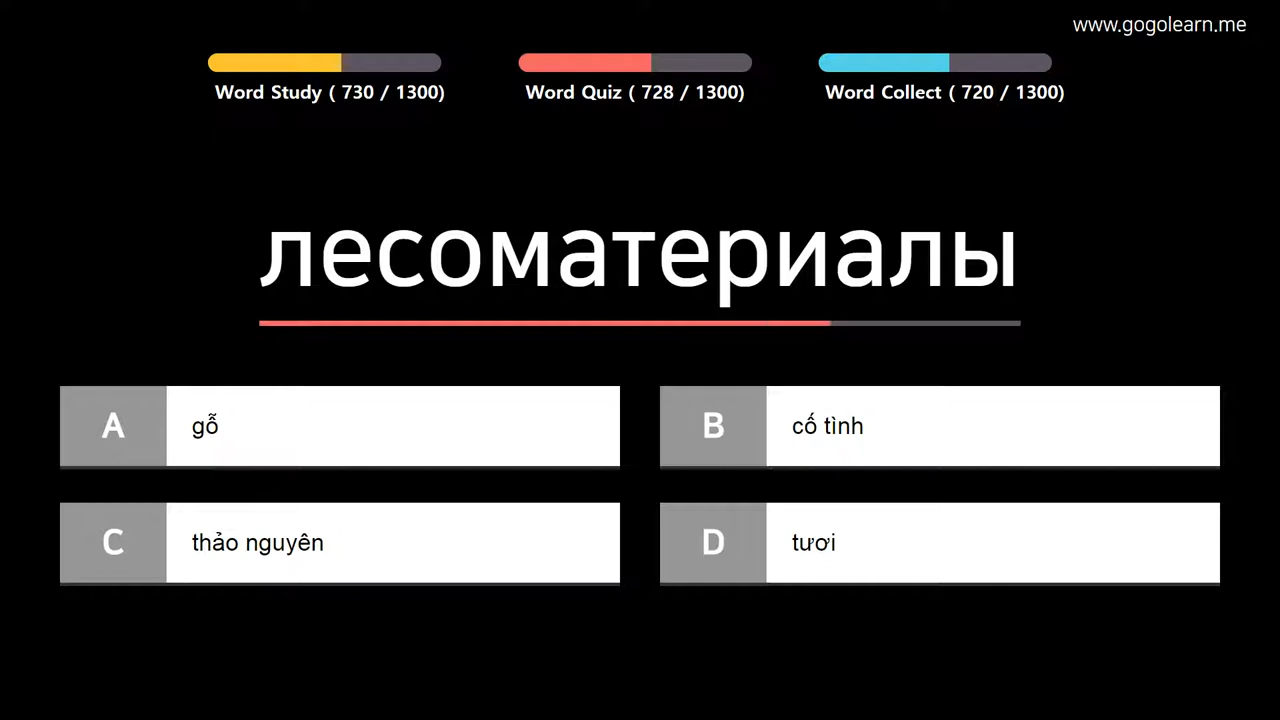 www.gogolearn.me
Word Study ( 730 / 1300)
Word Quiz ( 728 / 1300)
Word Collect ( 720 / 1300)
лесоматериалы
A
gỗ
B
cố tình
C
thảo nguyên
D
tươi